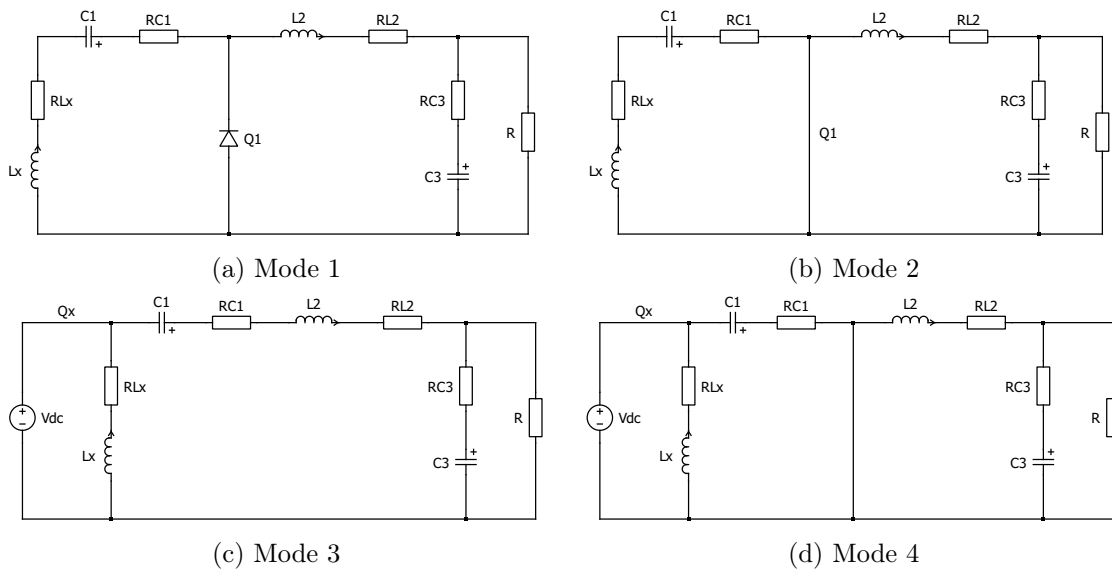 C1
RC1
L2
RL2
RLx
Lx
Q1
RC3
C3
R
(a) Mode 1
C1
RC1
L2
RL2
RLx
Lx
Q1
RC3
C3
R
(b) Mode 2
Qx
C1
RC1
L2
RL2
Vdc
RLx
Lx
RC3
C3
R
(c) Mode 3
Qx
C1
RC1
L2
RL2
Vdc
RLx
Lx
RC3
C3
R
(d) Mode 4